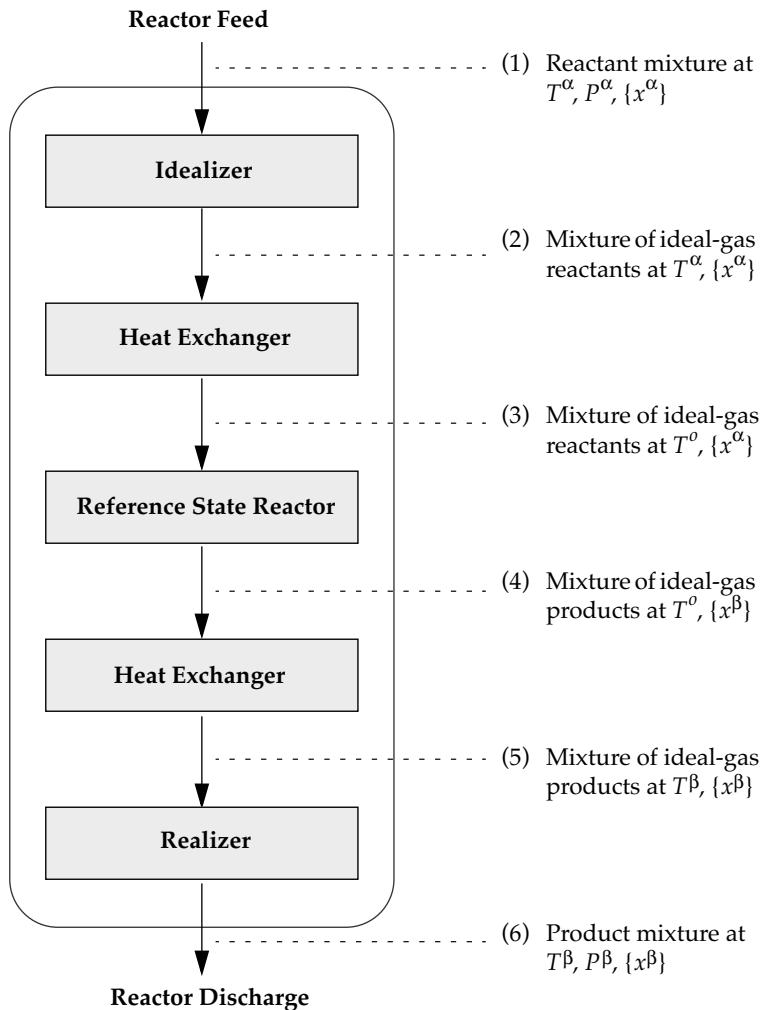 Reactor Feed
(1) Reactant mixture at
T^α, P^α, {x^α}
Idealizer
(2) Mixture of ideal-gas
reactants at T^α, {x^α}
Heat Exchanger
(3) Mixture of ideal-gas
reactants at T^o, {x^α}
Reference State Reactor
(4) Mixture of ideal-gas
products at T^o, {x^β}
Heat Exchanger
(5) Mixture of ideal-gas
products at T^β, {x^β}
Realizer
(6) Product mixture at
T^β, P^β, {x^β}
Reactor Discharge